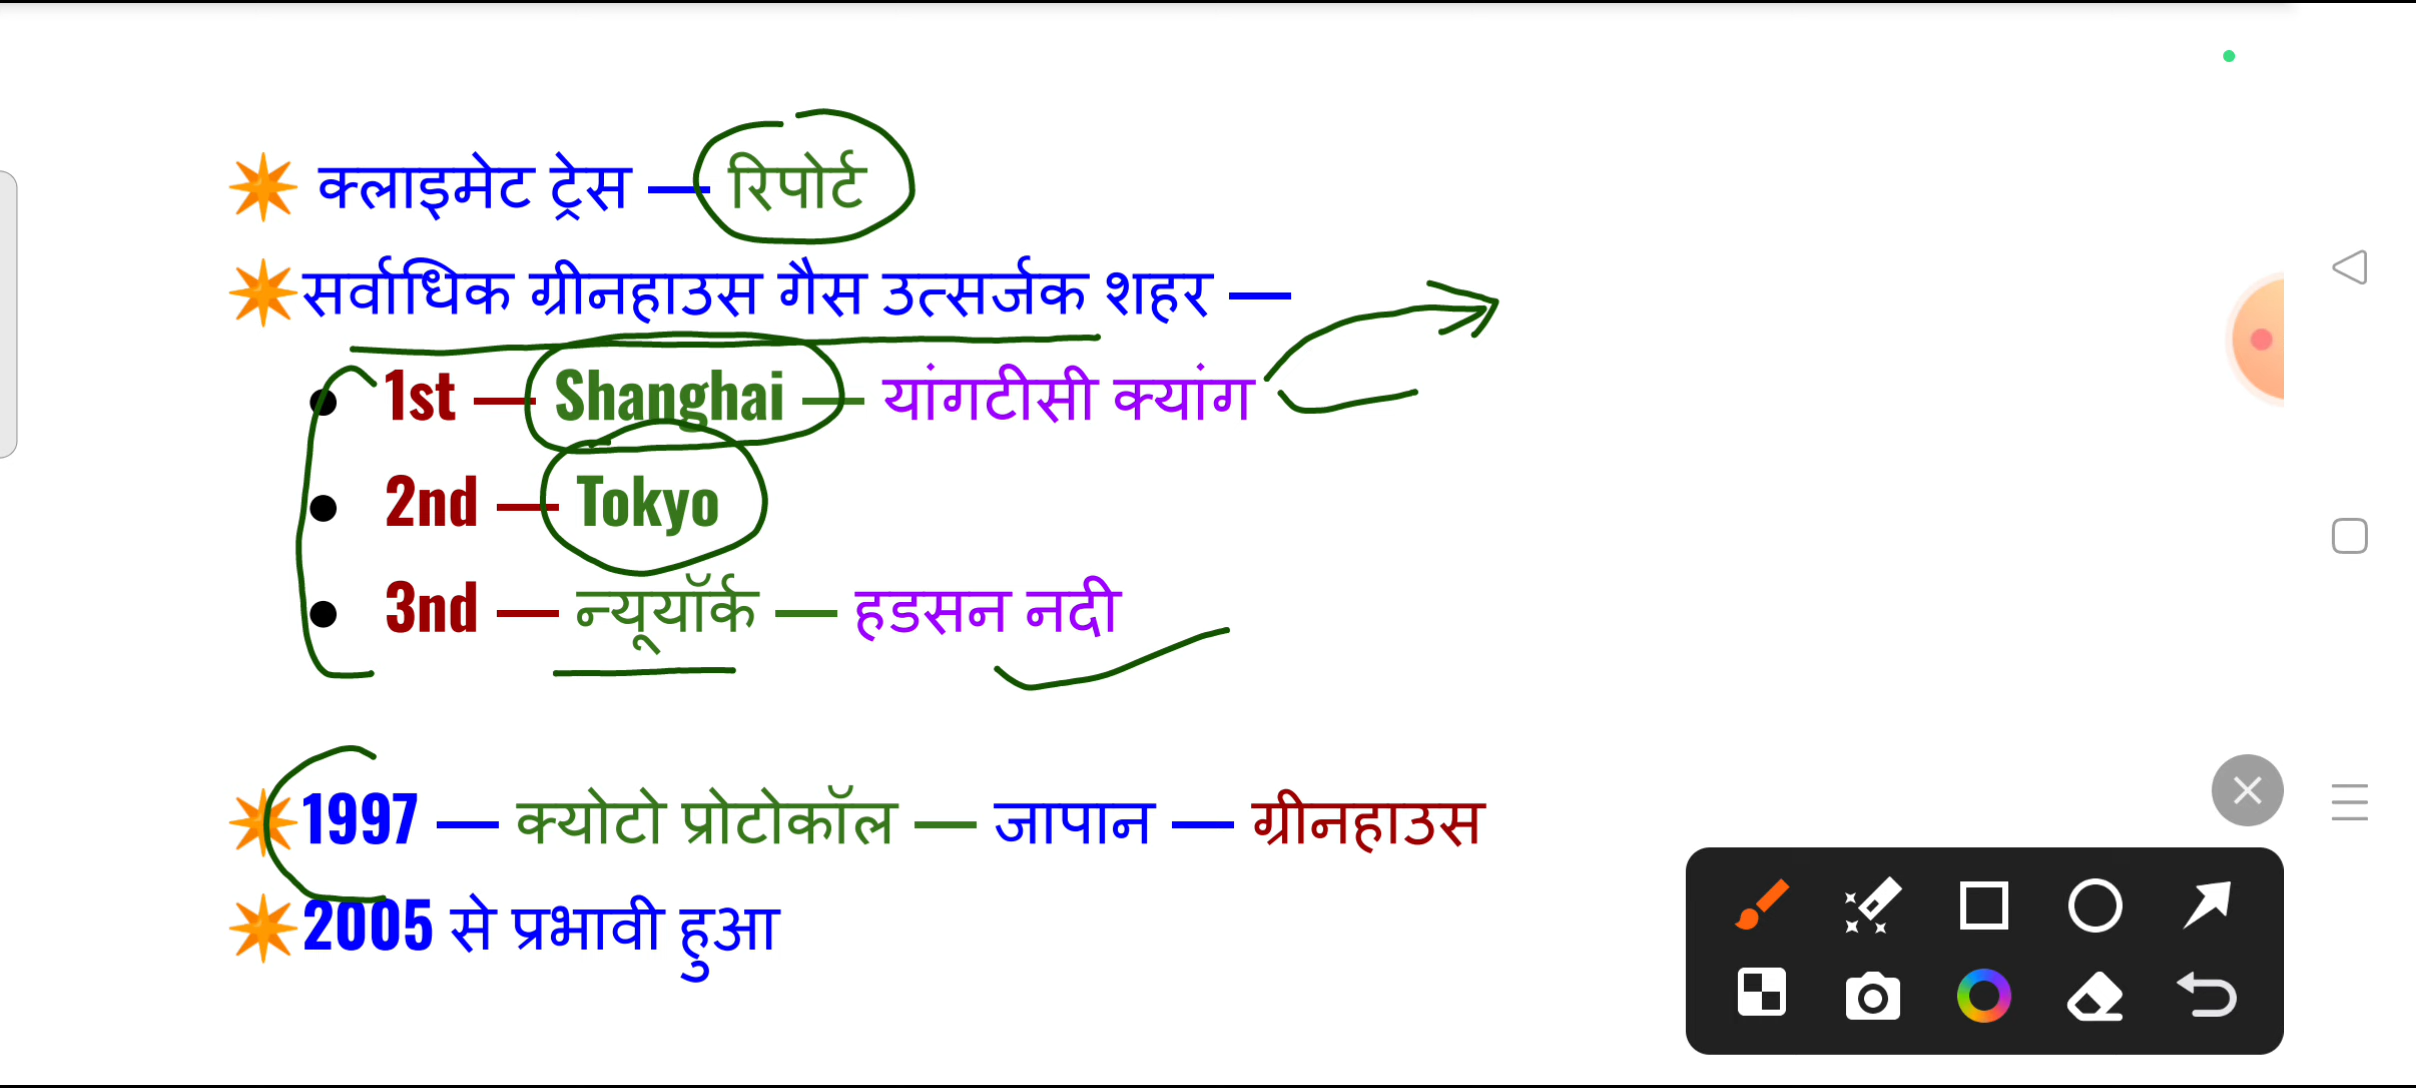 क्लाइमेट ट्रेस — रिपोर्ट
सर्वाधिक ग्रीनहाउस गैस उत्सर्जक शहर —
1st — Shanghai — यांगटीसी क्यांग
2nd — Tokyo
3nd — न्यूयॉर्क — हडसन नदी
1997 — क्योटो प्रोटोकॉल — जापान — ग्रीनहाउस
2005 से प्रभावी हुआ